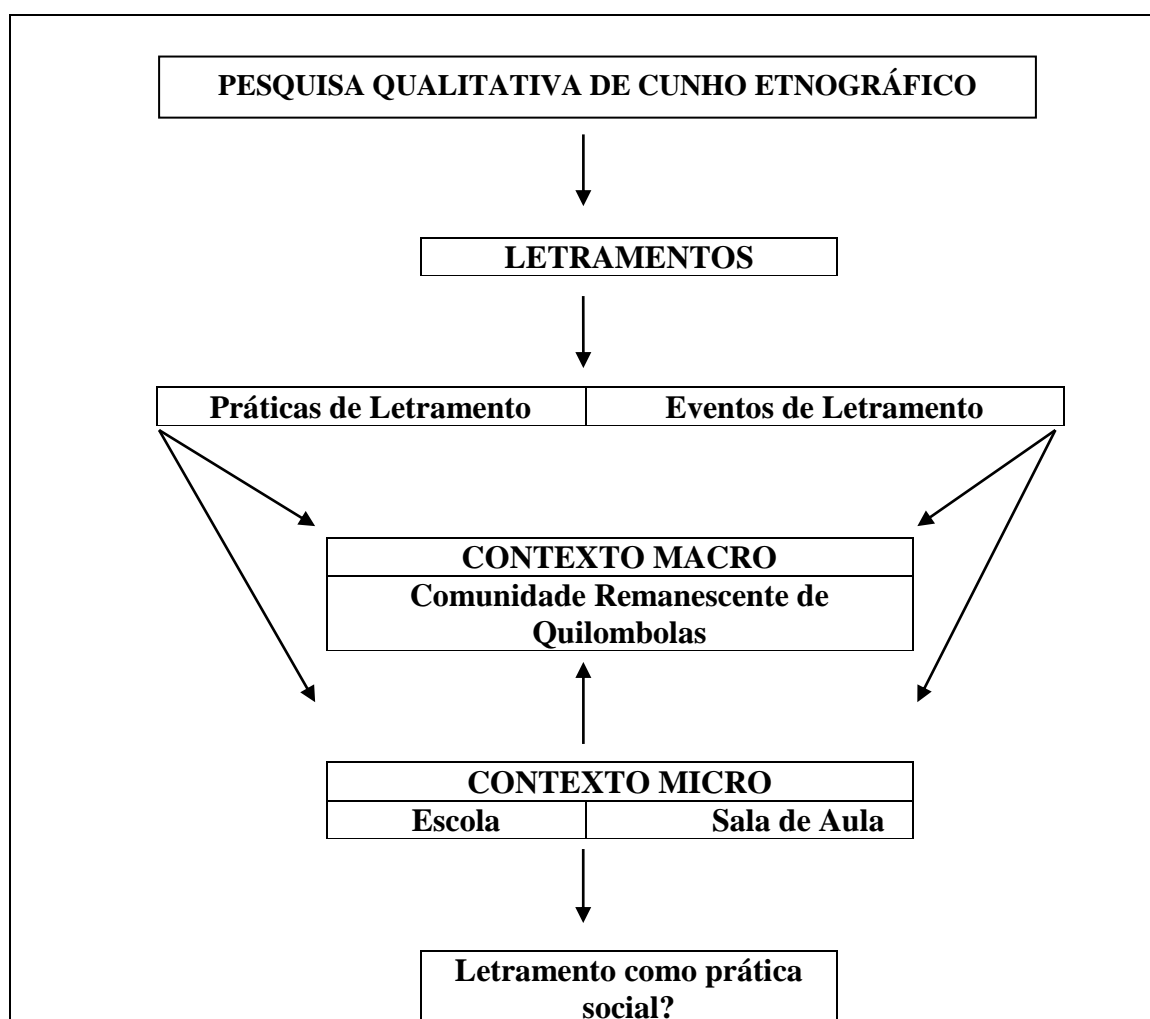 PESQUISA QUALITATIVA DE CUNHO ETNOGRÁFICO
LETRAMENTOS
Práticas de Letramento Eventos de Letramento
CONTEXTO MACRO
Comunidade Remanescente de
Quilombolas
CONTEXTO MICRO
Escola Sala de Aula
Letramento como prática
social?